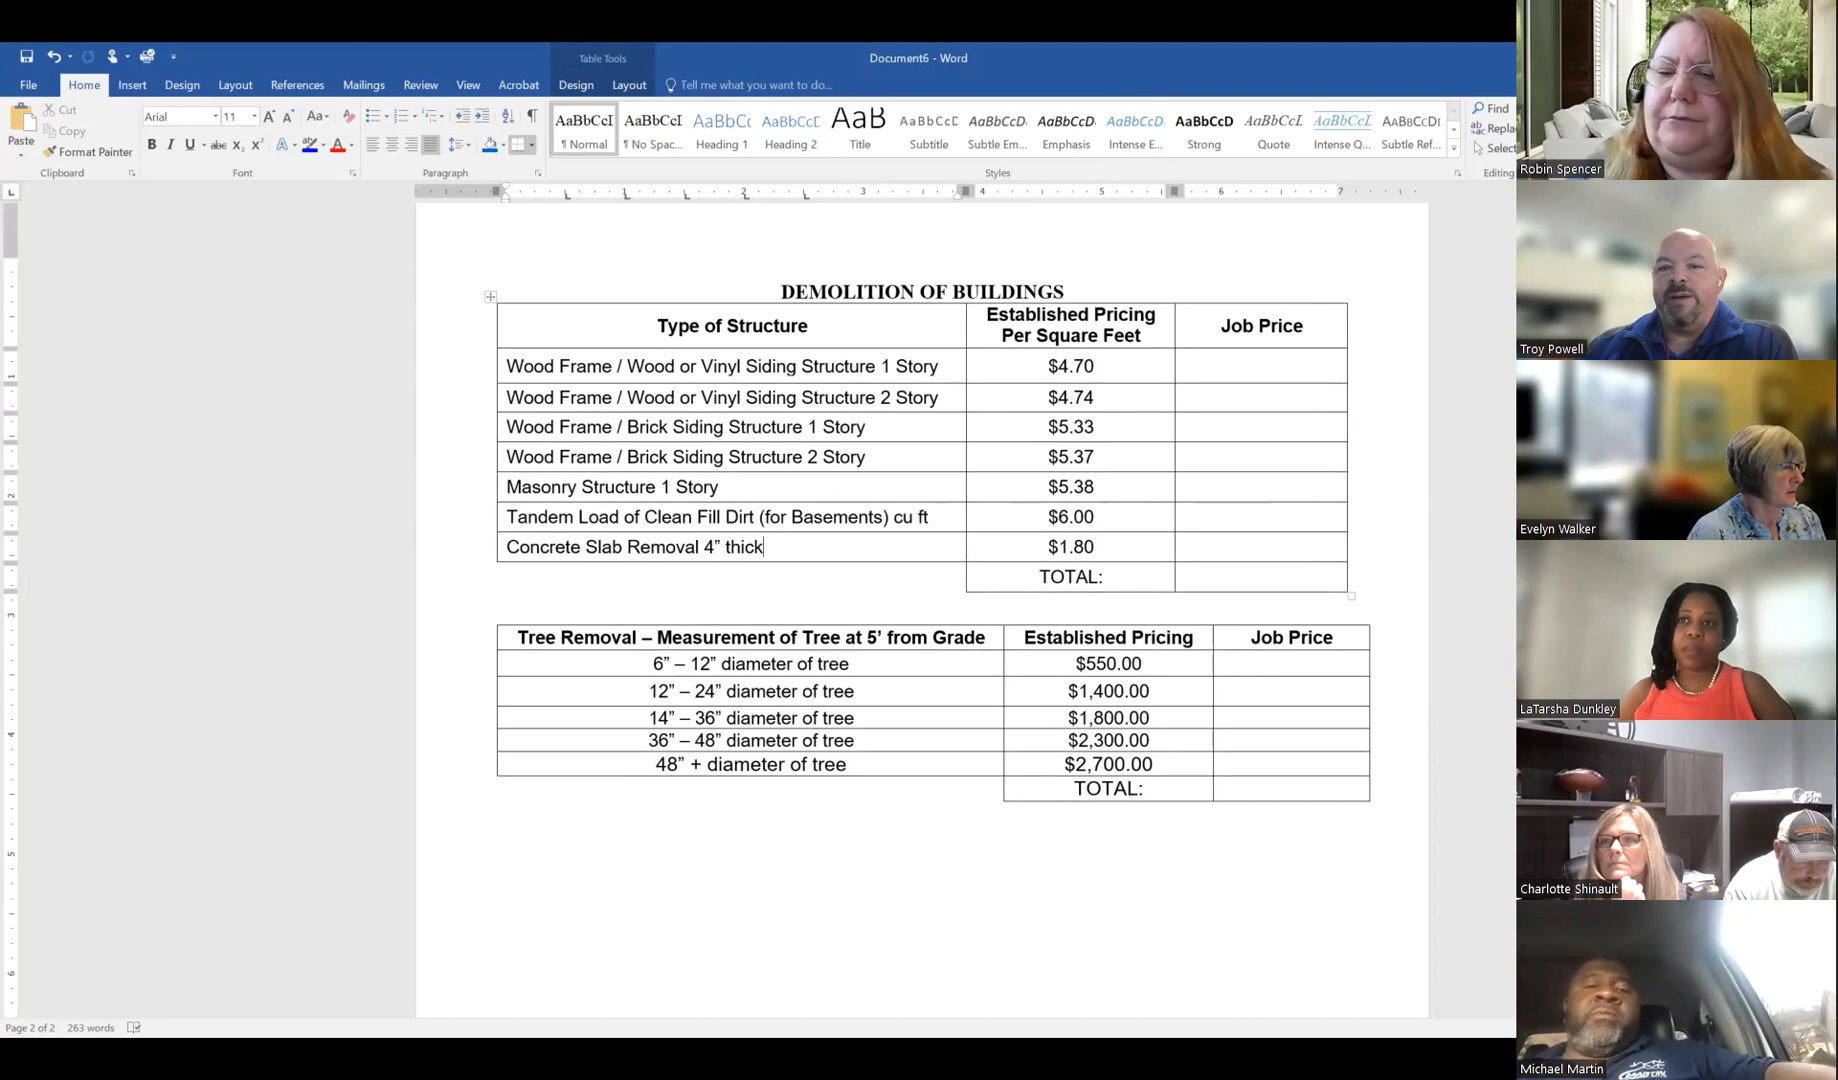 Table Tools
Document6 - Word
File Home Insert Design Layout References Mailings Review View Acrobat Design Layout Tell me what you want to do...
Paste
Cut
Copy
Format Painter
Clipboard
Arial 11
Font
Paragraph
AaBbCcI AaBbCcI AaBbCc AaBbCcD AaB AaBbCcD AaBbCcD AaBbCcD AaBbCcD AaBbCcD AaBbCcL AaBbCcL AABBCCDE
¶ Normal ¶ No Spac... Heading 1 Heading 2 Title Subtitle Subtle Em... Emphasis Intense E... Strong Quote Intense Q... Subtle Ref...
Styles
Find
Repla
Select
Editing
1 2 3 4 5 6 7
DEMOLITION OF BUILDINGS
Type of Structure Established Pricing Per Square Feet Job Price
Wood Frame / Wood or Vinyl Siding Structure 1 Story $4.70
Wood Frame / Wood or Vinyl Siding Structure 2 Story $4.74
Wood Frame / Brick Siding Structure 1 Story $5.33
Wood Frame / Brick Siding Structure 2 Story $5.37
Masonry Structure 1 Story $5.38
Tandem Load of Clean Fill Dirt (for Basements) cu ft $6.00
Concrete Slab Removal 4” thick $1.80
TOTAL:
Tree Removal – Measurement of Tree at 5’ from Grade Established Pricing Job Price
6” – 12” diameter of tree $550.00
12” – 24” diameter of tree $1,400.00
14” – 36” diameter of tree $1,800.00
36” – 48” diameter of tree $2,300.00
48” + diameter of tree $2,700.00
TOTAL:
Page 2 of 2 263 words
Robin Spencer
Troy Powell
Evelyn Walker
LaTarsha Dunkley
Charlotte Shinault
Michael Martin